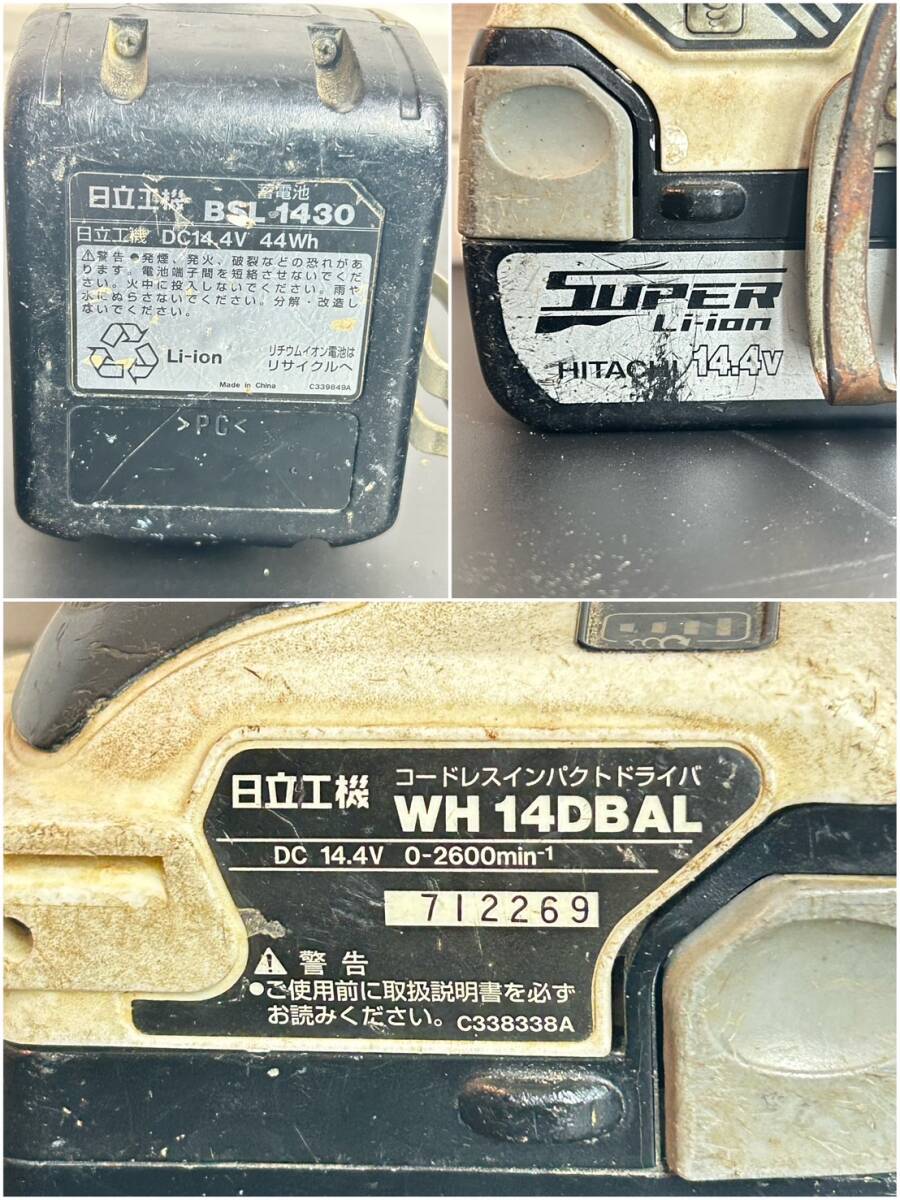 日立工機 蓄電池
BSL 1430
日立工機 DC14.4V 44Wh
⚠警告 ●発煙、発火、破裂などの恐れがあ
ります。電池端子間を短絡させないでくだ
さい。火中に投入しないでください。雨や
水にぬらさないでください。分解・改造し
ないでください。
Li-ion
リチウムイオン電池は
リサイクルへ
Made in China C339849A
>PC<
SUPER
Li-ion
HITACHI 14.4V
コードレスインパクトドライバ
日立工機 WH 14DBAL
DC 14.4V 0-2600min-1
712269
⚠ 警告
●ご使用前に取扱説明書を必ず
お読みください。 C338338A